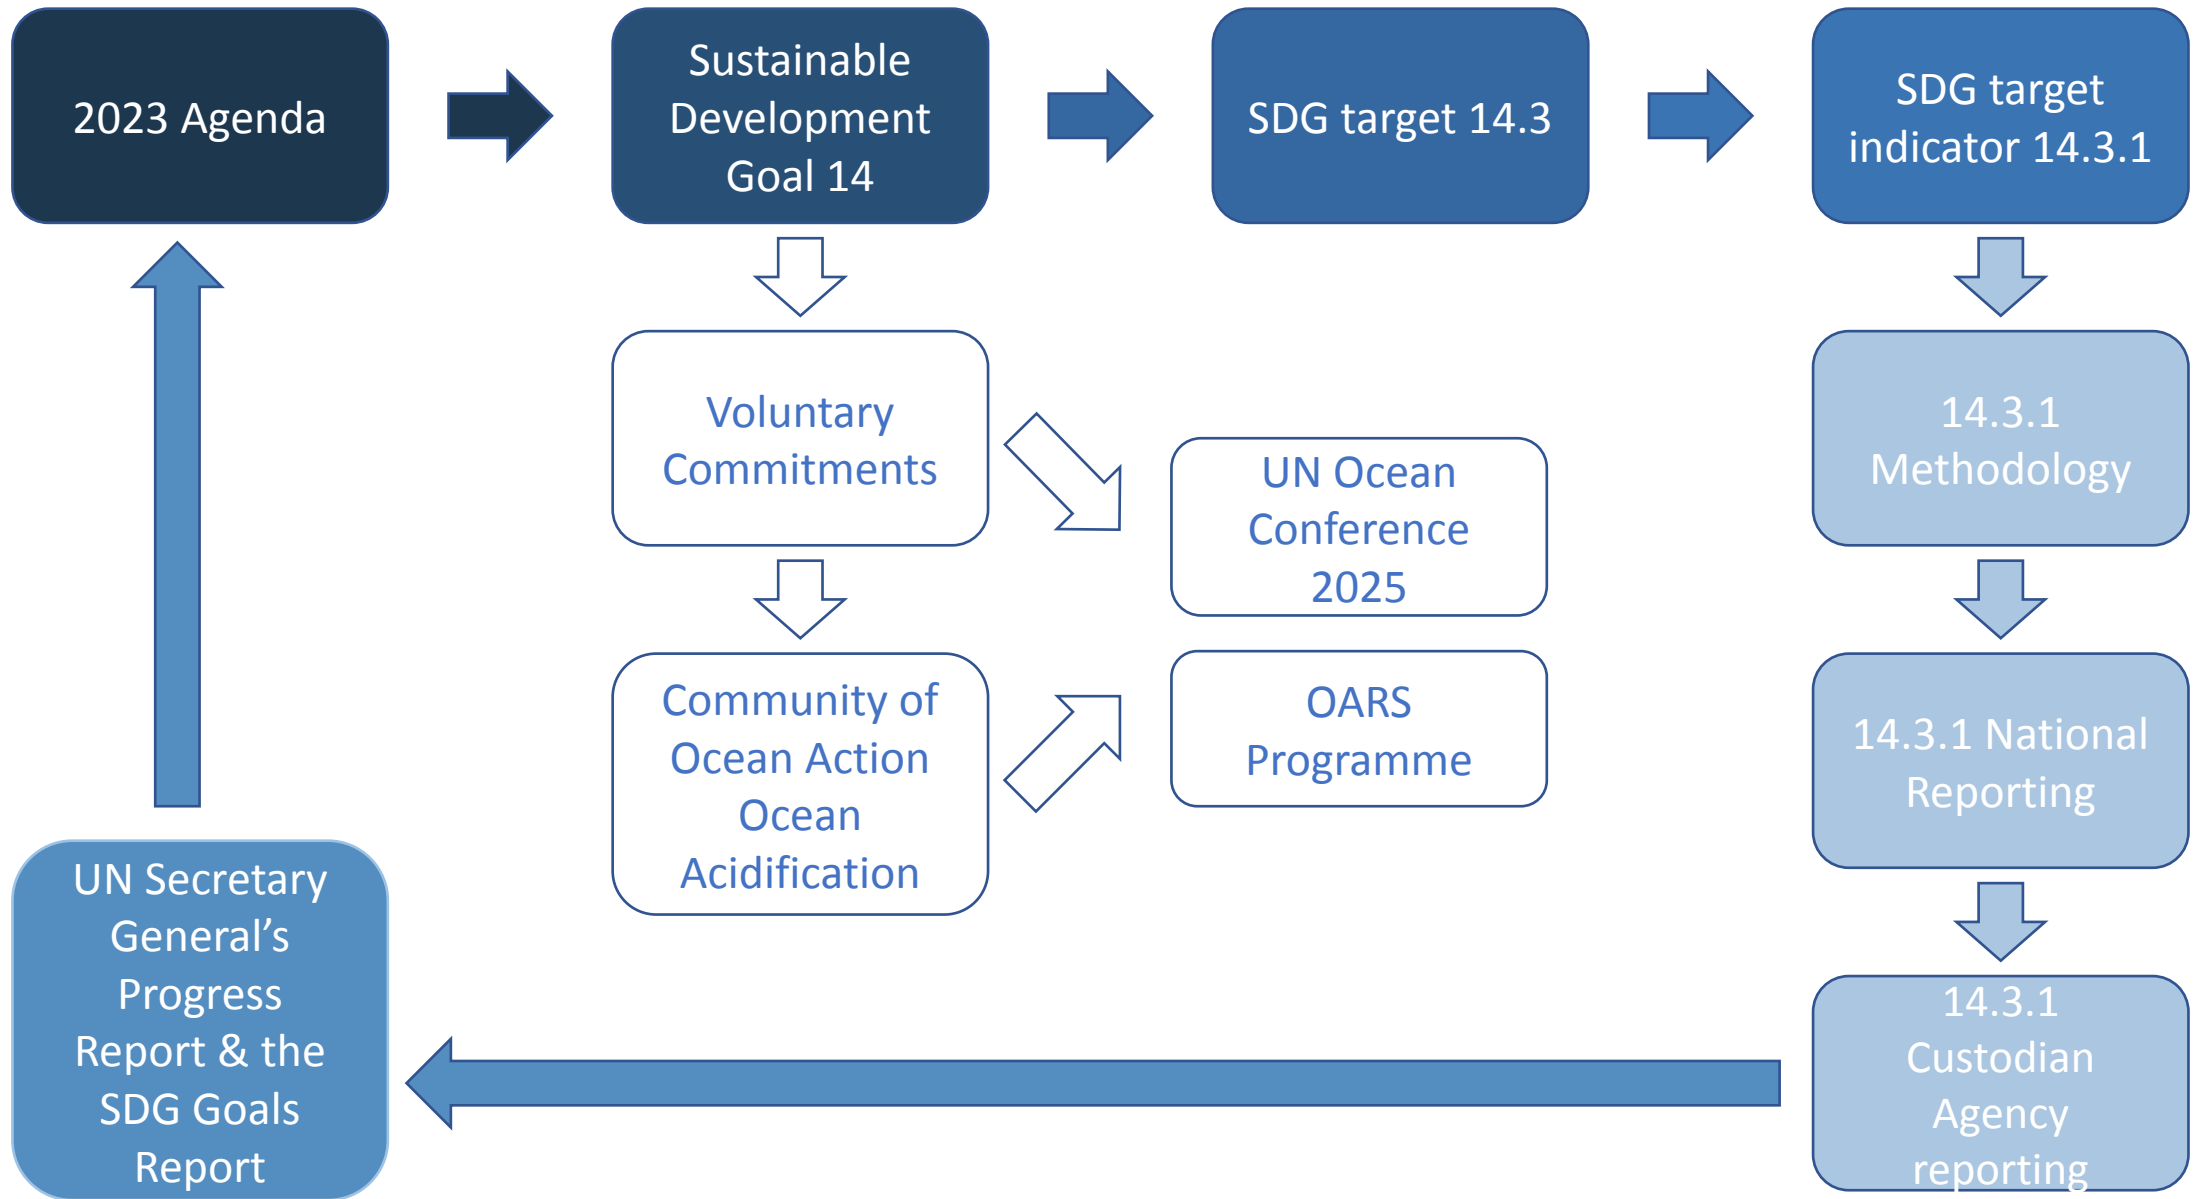 2023 Agenda
Sustainable
Development
Goal 14
SDG target 14.3
SDG target
indicator 14.3.1
Voluntary
Commitments
UN Ocean
Conference
2025
14.3.1
Methodology
Community of
Ocean Action
Ocean
Acidification
OARS
Programme
14.3.1 National
Reporting
UN Secretary
General’s
Progress
Report & the
SDG Goals
Report
14.3.1
Custodian
Agency
reporting